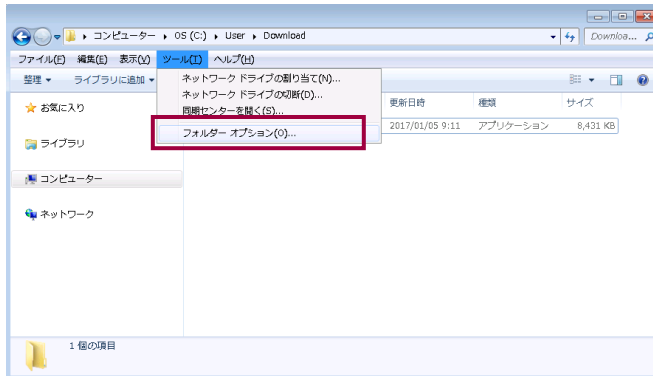 コンピューター ▸ OS (C:) ▸ User ▸ Download
Downloa...
ファイル(F) 編集(E) 表示(V) ツール(T) ヘルプ(H)
整理 ライブラリに追加
ネットワーク ドライブの割り当て(N)...
ネットワーク ドライブの切断(D)...
同期センターを開く(S)...
フォルダー オプション(O)...
更新日時 種類 サイズ
2017/01/05 9:11 アプリケーション 8,431 KB
お気に入り
ライブラリ
コンピューター
ネットワーク
1 個の項目